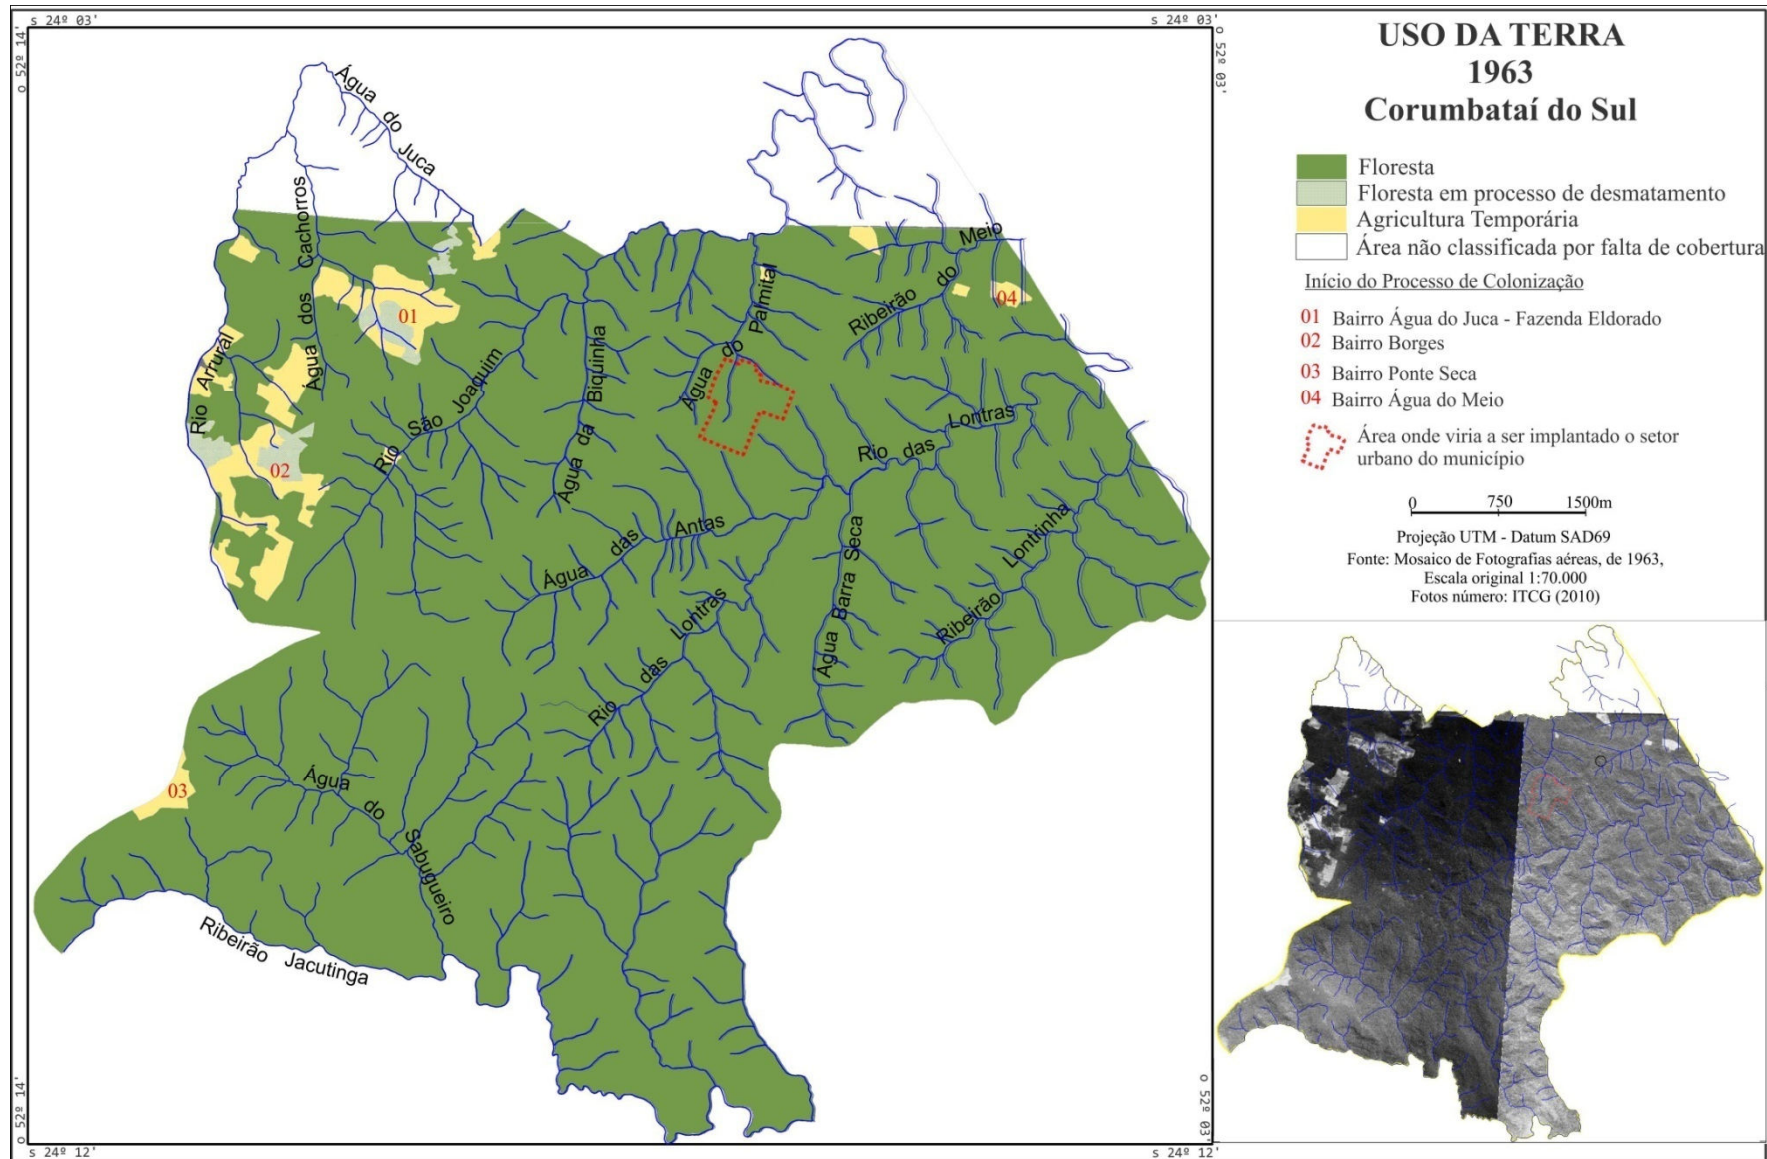 s 24º 03'
s 24º 03'
o 52º 14'
o 52º 03'
USO DA TERRA
1963
Corumbataí do Sul
Floresta
Floresta em processo de desmatamento
Agricultura Temporária
Área não classificada por falta de cobertura
Início do Processo de Colonização
01 Bairro Água do Juca - Fazenda Eldorado
02 Bairro Borges
03 Bairro Ponte Seca
04 Bairro Água do Meio
Área onde viria a ser implantado o setor
urbano do município
0 750 1500m
Projeção UTM - Datum SAD69
Fonte: Mosaico de Fotografias aéreas, de 1963,
Escala original 1:70.000
Fotos número: ITCG (2010)
Água do Juca
Água dos Cachorros
Ribeirão do Meio
Água do Palmital
01
04
Rio Arrural
Rio São Joaquim
Água da Biquinha
Rio das Lontras
02
Água das Antas
Água Barra Seca
Ribeirão Lontrinha
Rio das Lontras
03
Água do Sabugueiro
Ribeirão Jacutinga
o 52º 14'
o 52º 03'
s 24º 12'
s 24º 12'